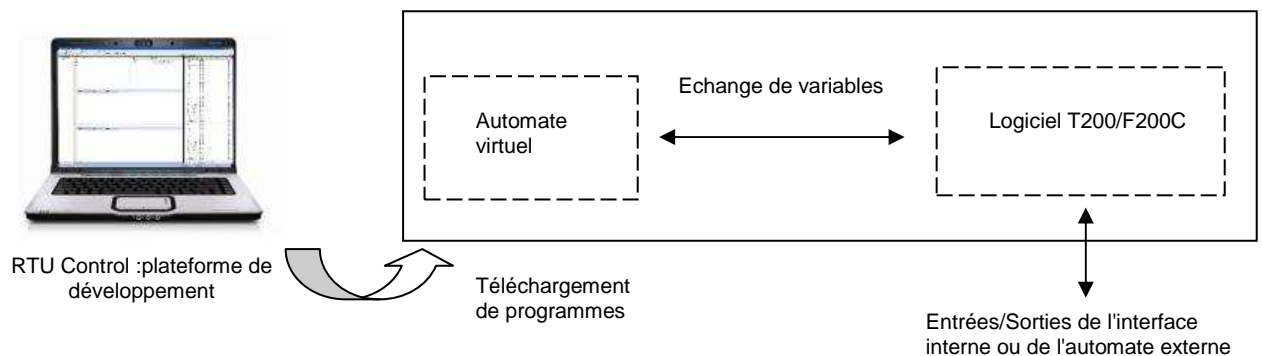 Automate
virtuel
Echange de variables
Logiciel T200/F200C
RTU Control :plateforme de
développement
Téléchargement
de programmes
Entrées/Sorties de l'interface
interne ou de l'automate externe